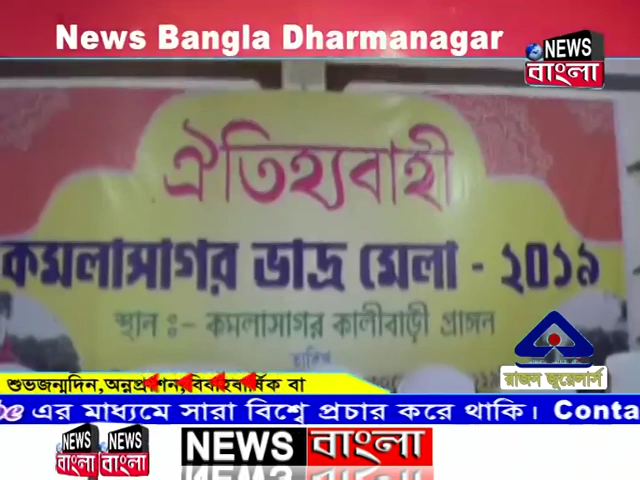 News Bangla Dharmanagar
NEWS
বাংলা
ঐতিহ্যবাহী
কমলাসাগর ভাদ্র মেলা - ২০১৯
স্থান ঃ- কমলাসাগর কালীবাড়ী প্রাঙ্গন
তারিখ
রাজল জুয়েলার্স
শুভজন্মদিন,অন্নপ্রাশন,বিবাহবার্ষিক বা
এর মাধ্যমে সারা বিশ্বে প্রচার করে থাকি। Conta
NEWS NEWS
বাংলা বাংলা
NEWS বাংলা